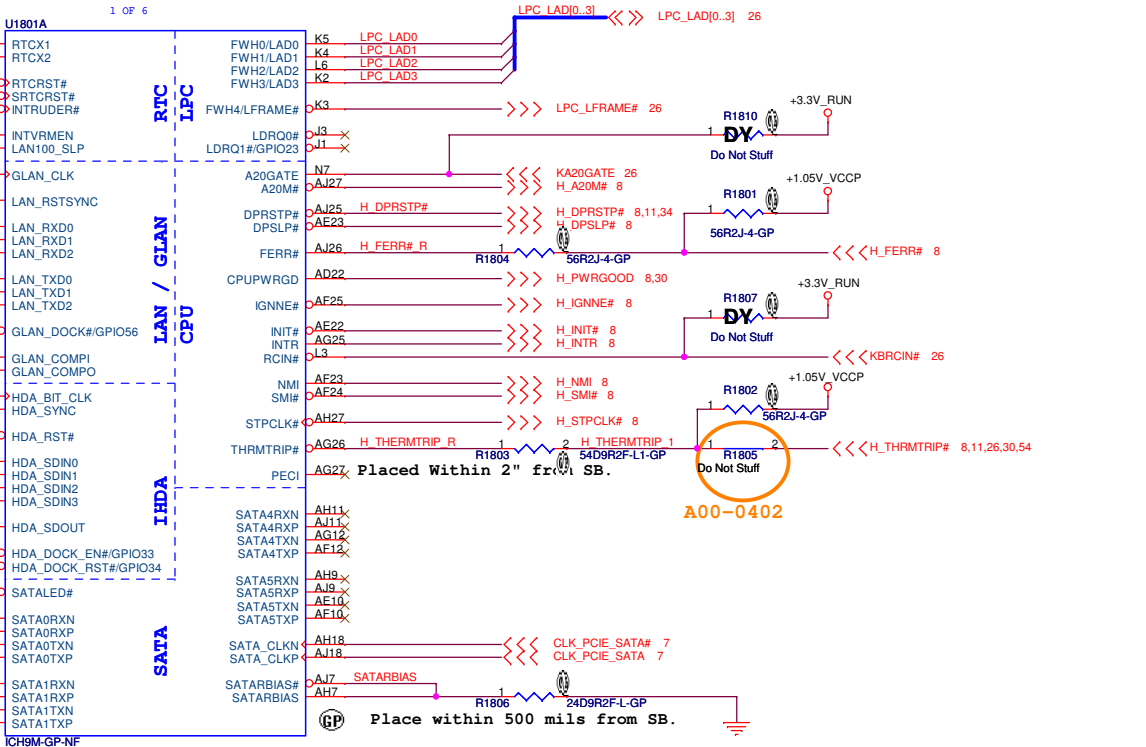 1 OF 6
U1801A
RTCX1
RTCX2
RTCRST#
SRTCRST#
INTRUDER#
INTVRMEN
LAN100_SLP
GLAN_CLK
LAN_RSTSYNC
LAN_RXD0
LAN_RXD1
LAN_RXD2
LAN_TXD0
LAN_TXD1
LAN_TXD2
GLAN_DOCK#/GPIO56
GLAN_COMPI
GLAN_COMPO
HDA_BIT_CLK
HDA_SYNC
HDA_RST#
HDA_SDIN0
HDA_SDIN1
HDA_SDIN2
HDA_SDIN3
HDA_SDOUT
HDA_DOCK_EN#/GPIO33
HDA_DOCK_RST#/GPIO34
SATALED#
SATA0RXN
SATA0RXP
SATA0TXN
SATA0TXP
SATA1RXN
SATA1RXP
SATA1TXN
SATA1TXP
ICH9M-GP-NF
RTC
LPC
LAN / GLAN
CPU
IHDA
SATA
LPC_LAD[0..3] LPC_LAD[0..3] 26
FWH0/LAD0 K5 LPC_LAD0
FWH1/LAD1 K4 LPC_LAD1
FWH2/LAD2 L6 LPC_LAD2
FWH3/LAD3 K2 LPC_LAD3
FWH4/LFRAME# K3 LPC_LFRAME# 26
LDRQ0# J3
LDRQ1#/GPIO23 J1
+3.3V_RUN
R1810
1 DY
Do Not Stuff
A20GATE N7 KA20GATE 26
A20M# AJ27 H_A20M# 8
+1.05V_VCCP
R1801
1
56R2J-4-GP
DPRSTP# AJ25 H_DPRSTP# H_DPRSTP# 8,11,34
DPSLP# AE23 H_DPSLP# 8
FERR# AJ26 H_FERR#_R 1 H_FERR# 8
R1804 56R2J-4-GP
CPUPWRGD AD22 H_PWRGOOD 8,30
+3.3V_RUN
R1807
1 DY
Do Not Stuff
IGNNE# AF25 H_IGNNE# 8
INIT# AE22 H_INIT# 8
INTR AG25 H_INTR 8
RCIN# L3 KBRCIN# 26
+1.05V_VCCP
R1802
1
56R2J-4-GP
NMI AF23 H_NMI 8
SMI# AF24 H_SMI# 8
STPCLK# AH27 H_STPCLK# 8
THRMTRIP# AG26 H_THERMTRIP_R 1 2 H_THERMTRIP_1 1 2 H_THRMTRIP# 8,11,26,30,54
R1803 54D9R2F-L1-GP R1805
Do Not Stuff
PECI AG27 Placed Within 2" from SB.
A00-0402
SATA4RXN AH11
SATA4RXP AJ11
SATA4TXN AG12
SATA4TXP AF12
SATA5RXN AH9
SATA5RXP AJ9
SATA5TXN AE10
SATA5TXP AF10
SATA_CLKN AH18 CLK_PCIE_SATA# 7
SATA_CLKP AJ18 CLK_PCIE_SATA 7
SATARBIAS# AJ7 SATARBIAS
SATARBIAS AH7 1
R1806 24D9R2F-L-GP
GP Place within 500 mils from SB.